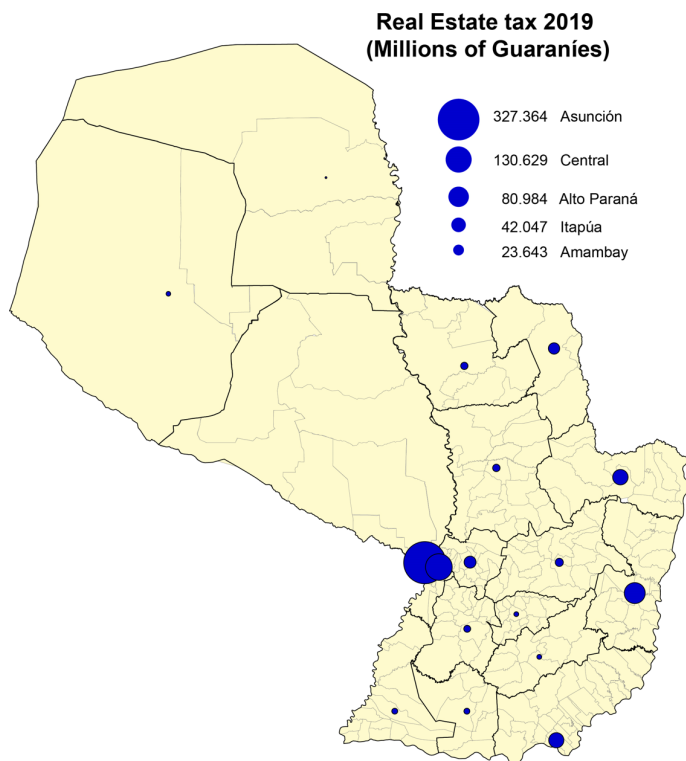 Real Estate tax 2019
(Millions of Guaraníes)
327.364 Asunción
130.629 Central
80.984 Alto Paraná
42.047 Itapúa
23.643 Amambay